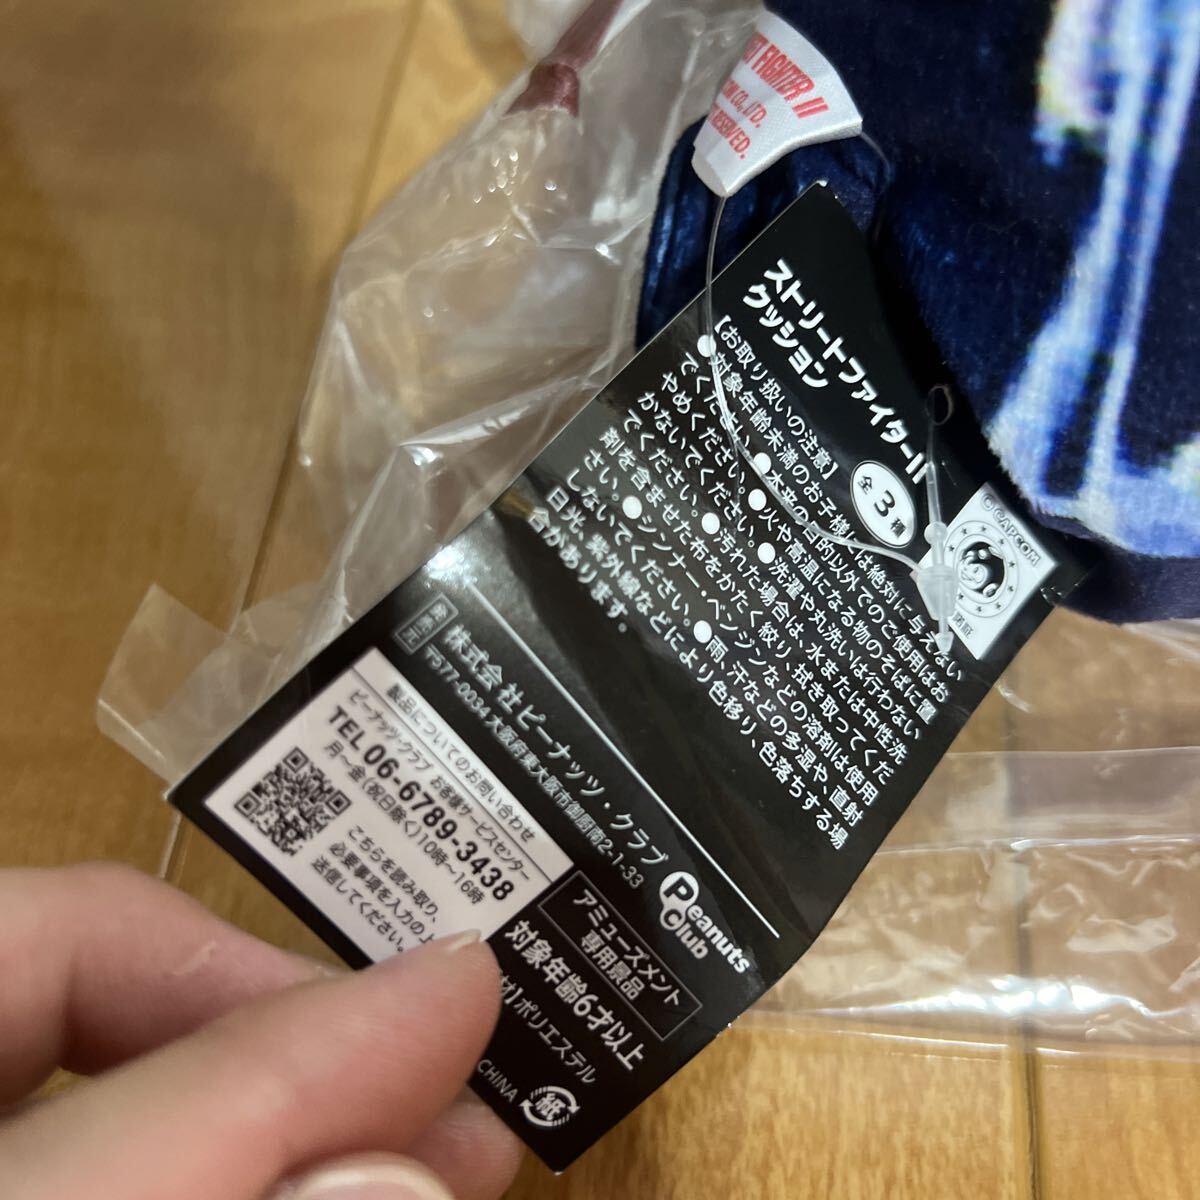 FIGHTER II
CO., LTD.
RESERVED.
ストリートファイターII
クッション
全3種
©CAPCOM
【お取り扱いの注意】
●対象年齢未満のお子様には絶対に与えない
でください。●本来の目的以外でのご使用はお
やめください。●火や高温になる物のそばに置
かないでください。●洗濯や丸洗いは行わない
でください。●汚れた場合は、水または中性洗
剤を含ませた布をかたく絞り、拭き取ってくだ
さい。●シンナー・ベンジンなどの溶剤は使用
しないでください。●雨、汗などの多湿や、直射
日光、紫外線などにより色移り、色落ちする場
合があります。
発売元
株式会社ピーナッツ・クラブ
〒577-0034 大阪府東大阪市御厨南2-1-33
Peanuts Club
製品についてのお問い合わせ
ピーナッツクラブ お客様サービスセンター
TEL 06-6789-3438
月～金(祝日除く)10時～16時
こちらを読み取り、
必要事項を入力の上
送信してください。
アミューズメント
専用景品
対象年齢6才以上
ポリエステル
CHINA
紙